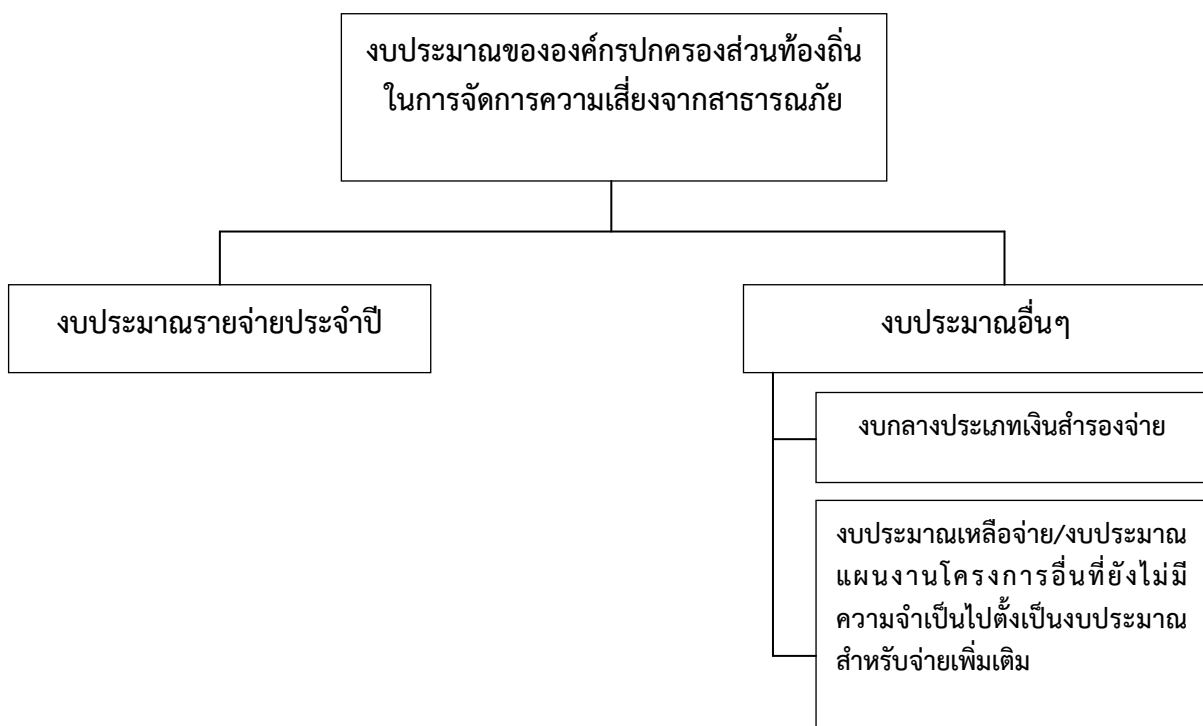 งบประมาณขององค์กรปกครองส่วนท้องถิ่น
ในการจัดการความเสี่ยงจากสาธารณภัย
งบประมาณรายจ่ายประจำปี
งบประมาณอื่นๆ
งบกลางประเภทเงินสำรองจ่าย
งบประมาณเหลือจ่าย/งบประมาณ
แผนงานโครงการอื่นที่ยังไม่มี
ความจำเป็นไปตั้งเป็นงบประมาณ
สำหรับจ่ายเพิ่มเติม